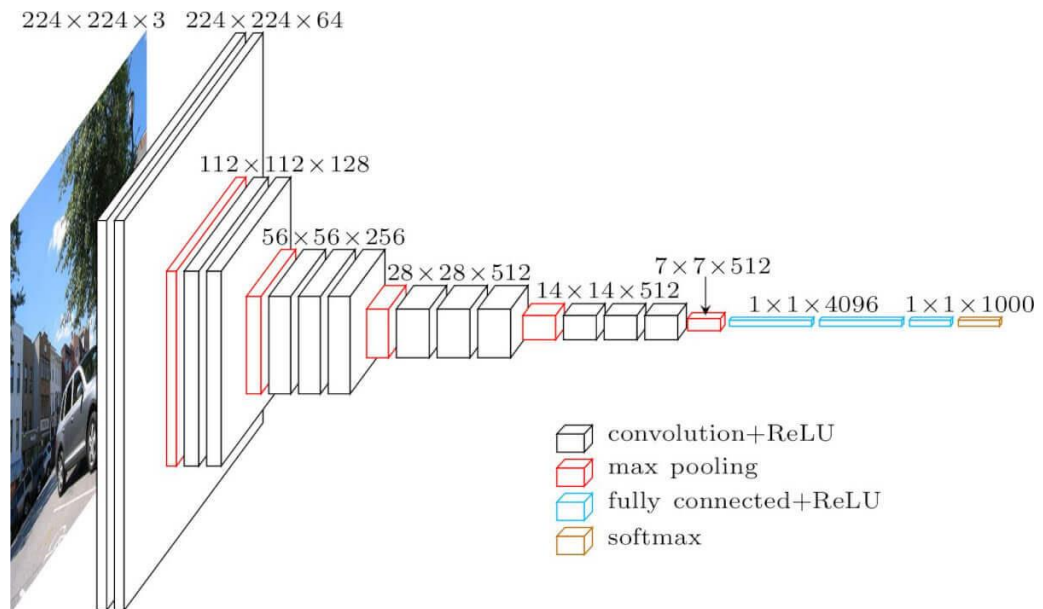 224×224×3
224×224×64
112×112×128
56×56×256
28×28×512
14×14×512
7×7×512
1×1×4096
1×1×1000
convolution+ReLU
max pooling
fully connected+ReLU
softmax